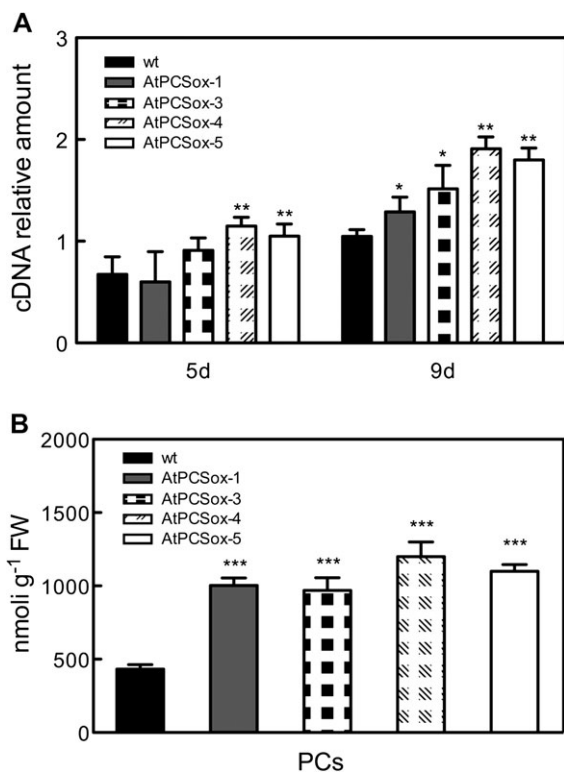 A
3
wt
AtPCSox-1
AtPCSox-3
AtPCSox-4
AtPCSox-5
2
1
0
cDNA relative amount
** **
* * ** **
5d 9d
B
2000
wt
AtPCSox-1
AtPCSox-3
AtPCSox-4
AtPCSox-5
1500
1000
500
0
nmoli g⁻¹ FW
*** *** *** ***
PCs